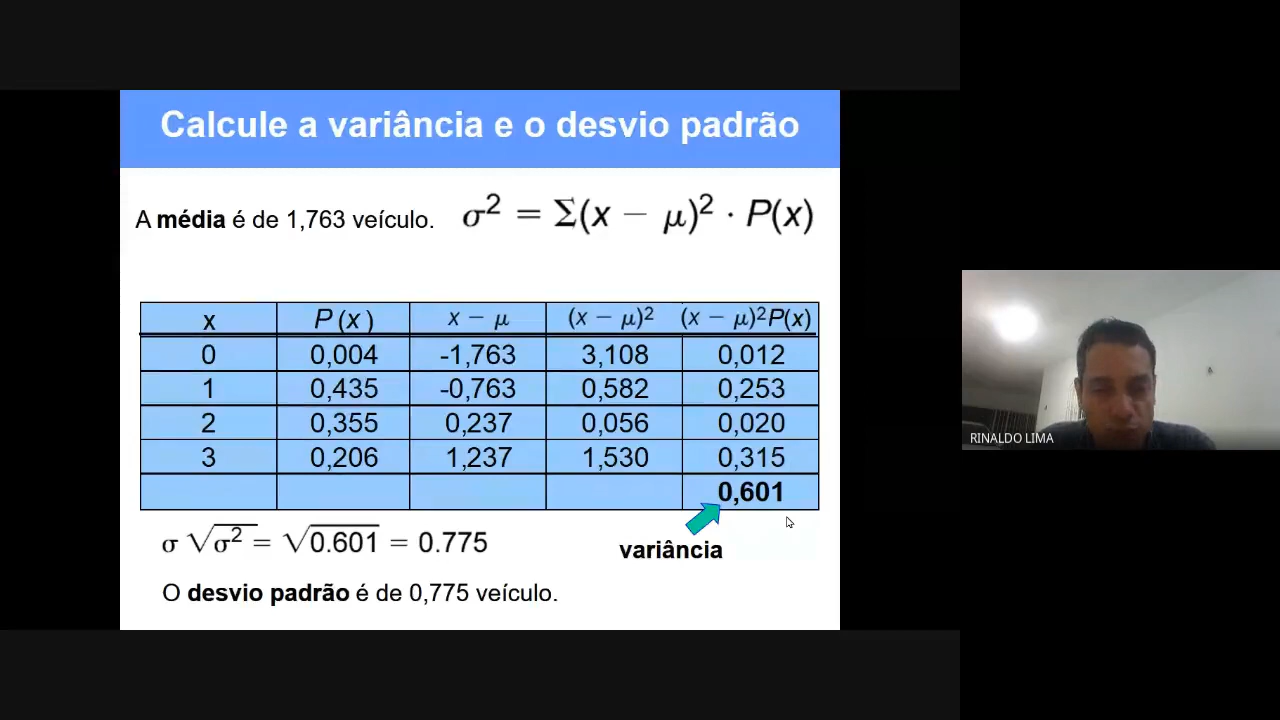 Calcule a variância e o desvio padrão
A média é de 1,763 veículo. σ² = Σ(x − μ)² · P(x)
x P(x) x − μ (x − μ)² (x − μ)²P(x)
0 0,004 -1,763 3,108 0,012
1 0,435 -0,763 0,582 0,253
2 0,355 0,237 0,056 0,020
3 0,206 1,237 1,530 0,315
0,601
σ √σ² = √0.601 = 0.775
variância
O desvio padrão é de 0,775 veículo.
RINALDO LIMA